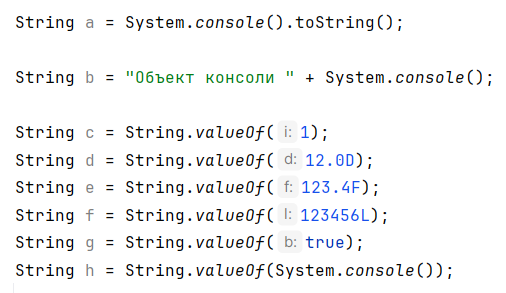 String a = System.console().toString();
String b = "Объект консоли " + System.console();
String c = String.valueOf( i: 1);
String d = String.valueOf( d: 12.0D);
String e = String.valueOf( f: 123.4F);
String f = String.valueOf( l: 123456L);
String g = String.valueOf( b: true);
String h = String.valueOf(System.console());